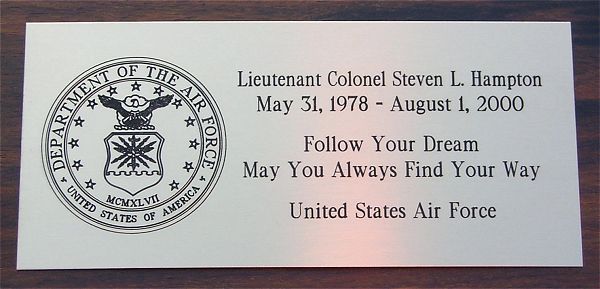 DEPARTMENT OF THE AIR FORCE
MCMXLVII
UNITED STATES OF AMERICA
Lieutenant Colonel Steven L. Hampton
May 31, 1978 - August 1, 2000
Follow Your Dream
May You Always Find Your Way
United States Air Force